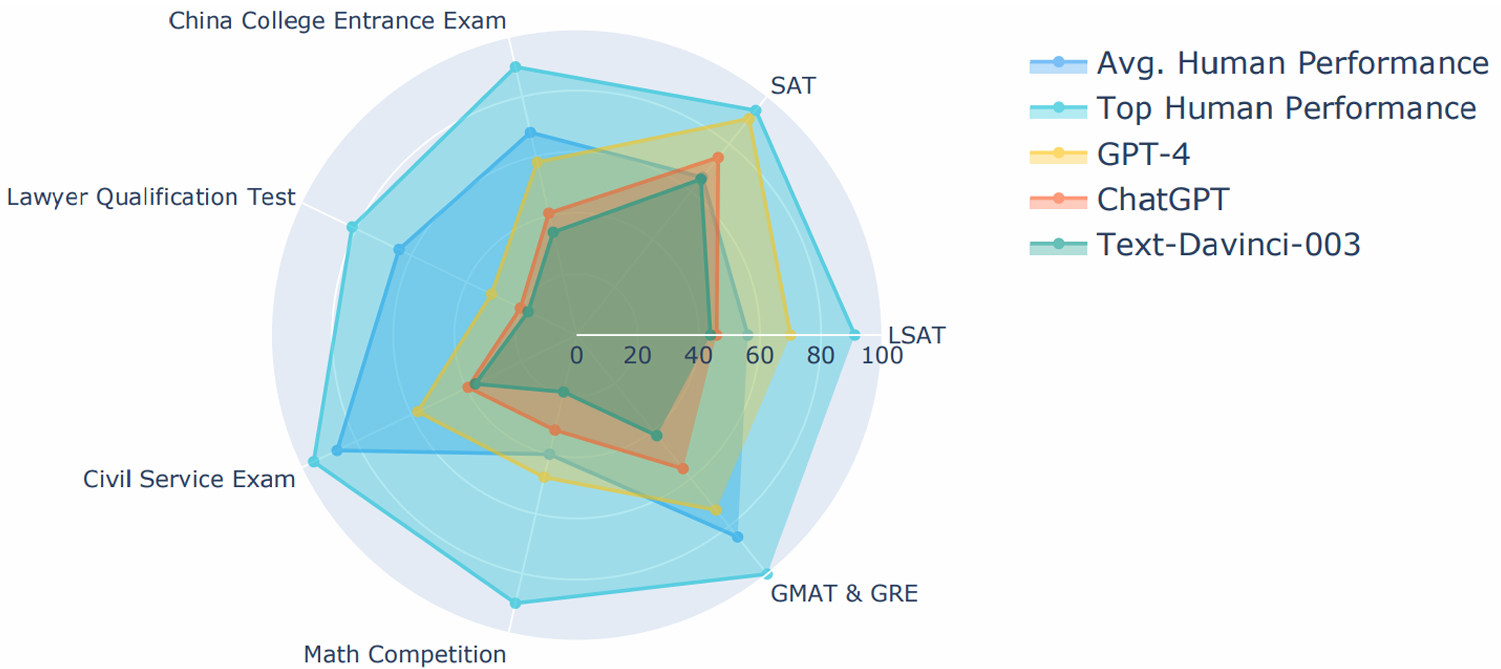 China College Entrance Exam
SAT
Lawyer Qualification Test
LSAT
0 20 40 60 80 100
Civil Service Exam
GMAT & GRE
Math Competition
Avg. Human Performance
Top Human Performance
GPT-4
ChatGPT
Text-Davinci-003